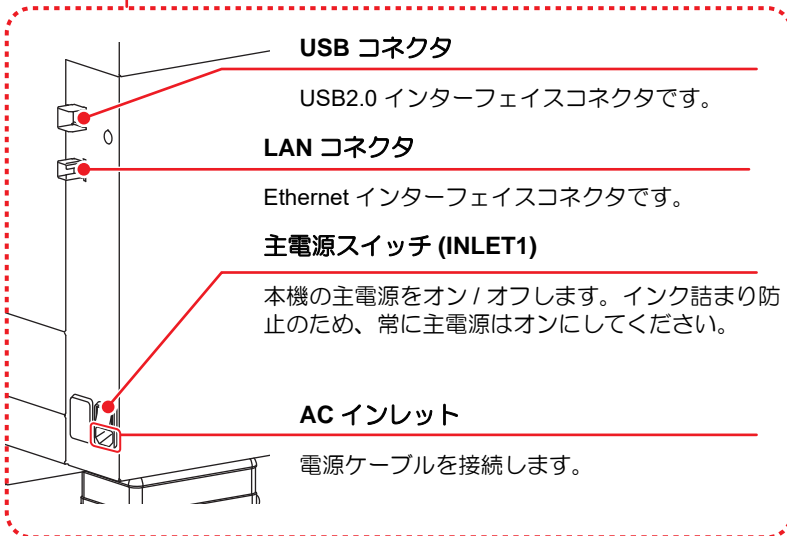 USB コネクタ
USB2.0 インターフェイスコネクタです。
LAN コネクタ
Ethernet インターフェイスコネクタです。
主電源スイッチ (INLET1)
本機の主電源をオン / オフします。インク詰まり防
止のため、常に主電源はオンにしてください。
AC インレット
電源ケーブルを接続します。